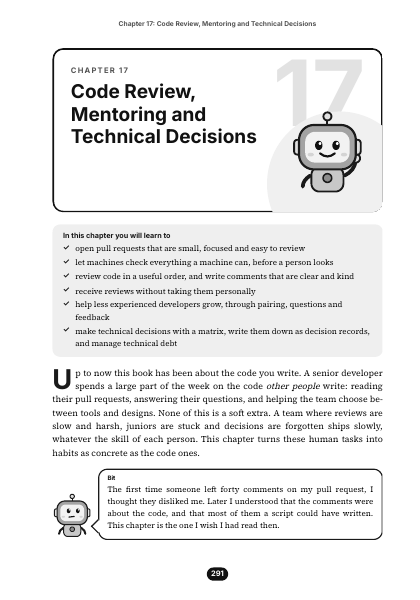 Chapter 17: Code Review, Mentoring and Technical Decisions
17
CHAPTER 17
Code Review,
Mentoring and
Technical Decisions
In this chapter you will learn to
✓ open pull requests that are small, focused and easy to review
✓ let machines check everything a machine can, before a person looks
✓ review code in a useful order, and write comments that are clear and kind
✓ receive reviews without taking them personally
✓ help less experienced developers grow, through pairing, questions and
feedback
✓ make technical decisions with a matrix, write them down as decision records,
and manage technical debt
Up to now this book has been about the code you write. A senior developer
spends a large part of the week on the code other people write: reading
their pull requests, answering their questions, and helping the team choose be-
tween tools and designs. None of this is a soft extra. A team where reviews are
slow and harsh, juniors are stuck and decisions are forgotten ships slowly,
whatever the skill of each person. This chapter turns these human tasks into
habits as concrete as the code ones.
Bit
The first time someone left forty comments on my pull request, I
thought they disliked me. Later I understood that the comments were
about the code, and that most of them a script could have written.
This chapter is the one I wish I had read then.
291